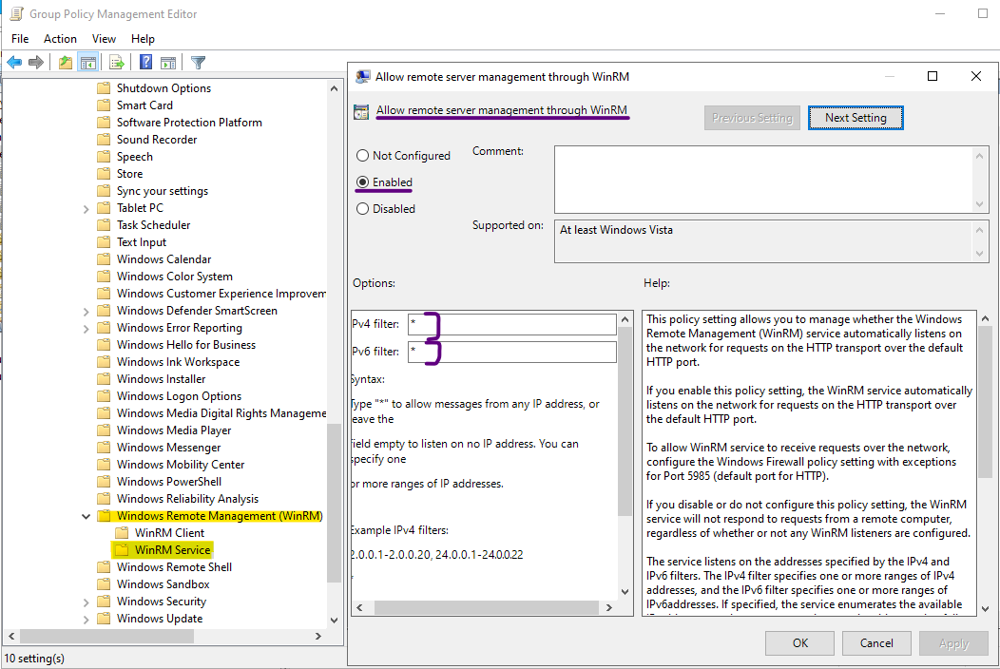 Group Policy Management Editor
File Action View Help
Shutdown Options
Smart Card
Software Protection Platform
Sound Recorder
Speech
Store
Sync your settings
Tablet PC
Task Scheduler
Text Input
Windows Calendar
Windows Color System
Windows Customer Experience Improvem
Windows Defender SmartScreen
Windows Error Reporting
Windows Hello for Business
Windows Ink Workspace
Windows Installer
Windows Logon Options
Windows Media Digital Rights Manageme
Windows Media Player
Windows Messenger
Windows Mobility Center
Windows PowerShell
Windows Reliability Analysis
Windows Remote Management (WinRM)
WinRM Client
WinRM Service
Windows Remote Shell
Windows Sandbox
Windows Security
Windows Update
10 setting(s)
Allow remote server management through WinRM
Allow remote server management through WinRM
Previous Setting
Next Setting
Not Configured
Enabled
Disabled
Comment:
Supported on:
At least Windows Vista
Options:
Pv4 filter: *
Pv6 filter: *
Syntax:
Type "*" to allow messages from any IP address, or
leave the
field empty to listen on no IP address. You can
specify one
or more ranges of IP addresses.
Example IPv4 filters:
2.0.0.1-2.0.0.20, 24.0.0.1-24.0.0.22
*
Help:
This policy setting allows you to manage whether the Windows
Remote Management (WinRM) service automatically listens on
the network for requests on the HTTP transport over the default
HTTP port.
If you enable this policy setting, the WinRM service automatically
listens on the network for requests on the HTTP transport over
the default HTTP port.
To allow WinRM service to receive requests over the network,
configure the Windows Firewall policy setting with exceptions
for Port 5985 (default port for HTTP).
If you disable or do not configure this policy setting, the WinRM
service will not respond to requests from a remote computer,
regardless of whether or not any WinRM listeners are configured.
The service listens on the addresses specified by the IPv4 and
IPv6 filters. The IPv4 filter specifies one or more ranges of IPv4
addresses, and the IPv6 filter specifies one or more ranges of
IPv6addresses. If specified, the service enumerates the available
OK
Cancel
Apply